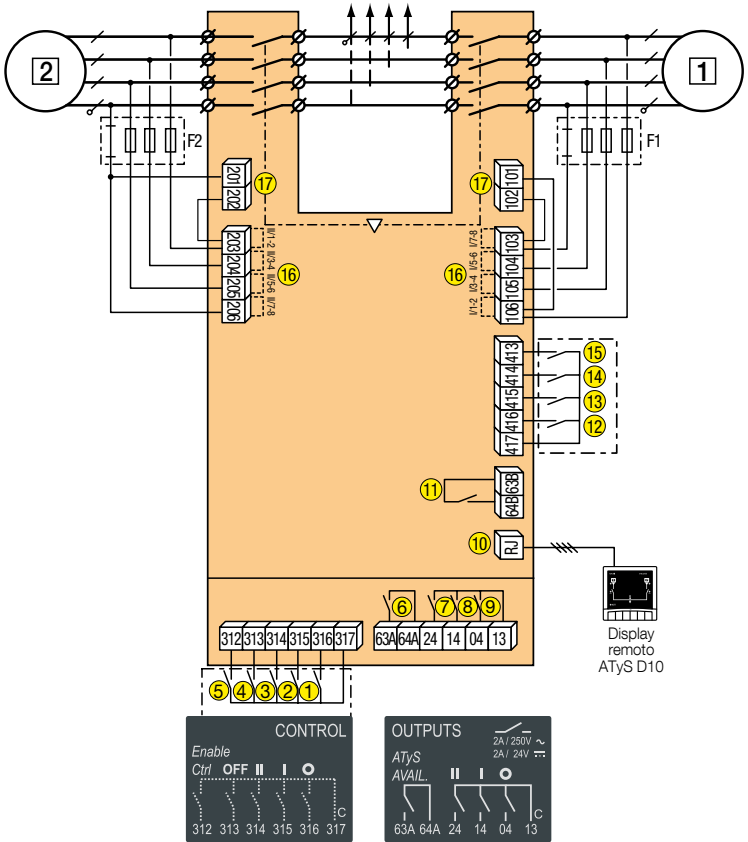 2
1
F2
F1
201
202
17
17
101
102
203
204
205
206
II/1-2
II/3-4
II/5-6
II/7-8
16
16
I/7-8
I/5-6
I/3-4
I/1-2
103
104
105
106
413
414
415
416
417
15
14
13
12
11
63B
64B
10
RJ
Display
remoto
ATyS D10
6
7
8
9
312 313 314 315 316 317
63A 64A 24 14 04 13
5 4 3 2 1
CONTROL
Enable
Ctrl OFF II I O
C
312 313 314 315 316 317
OUTPUTS
2A / 250V ~
2A / 24V ⎓
ATyS
AVAIL. II I O
C
63A 64A 24 14 04 13